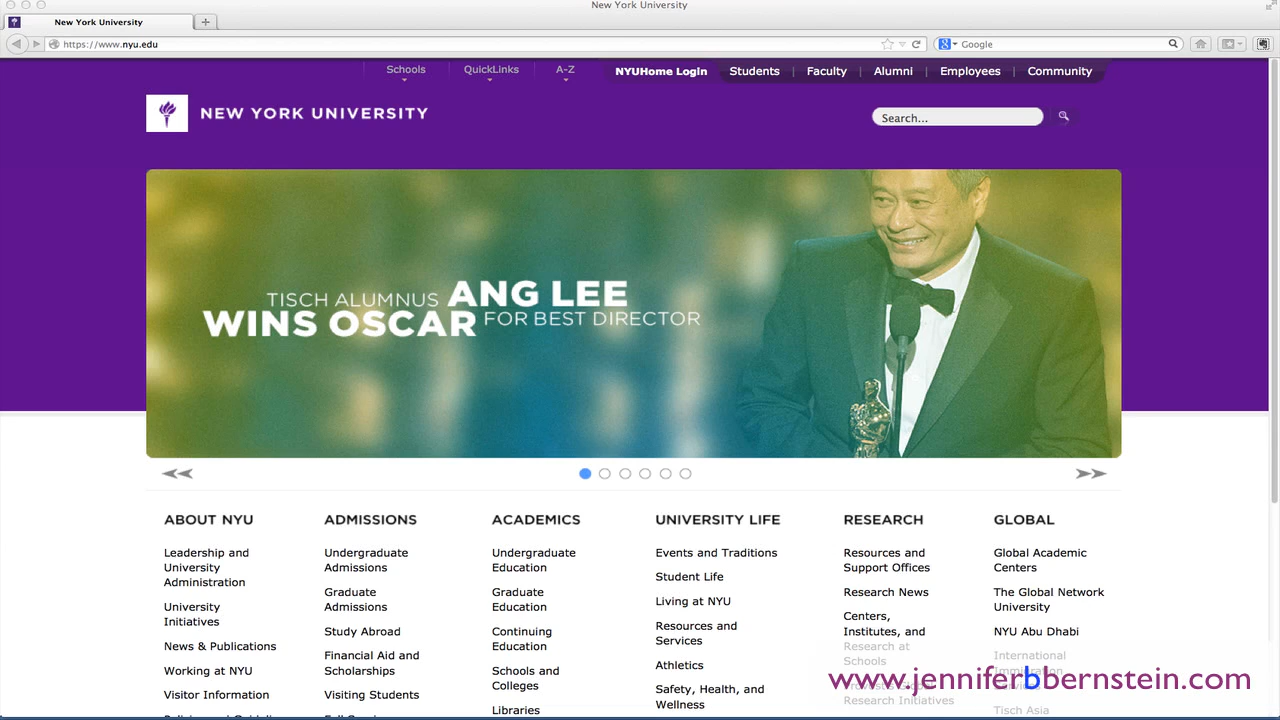 New York University
New York University
https://www.nyu.edu
Google
Schools
QuickLinks
A-Z
NYUHome Login
Students
Faculty
Alumni
Employees
Community
NEW YORK UNIVERSITY
Search...
TISCH ALUMNUS ANG LEE
WINS OSCAR FOR BEST DIRECTOR
ABOUT NYU
Leadership and
University
Administration
University
Initiatives
News & Publications
Working at NYU
Visitor Information
ADMISSIONS
Undergraduate
Admissions
Graduate
Admissions
Study Abroad
Financial Aid and
Scholarships
Visiting Students
ACADEMICS
Undergraduate
Education
Graduate
Education
Continuing
Education
Schools and
Colleges
Libraries
UNIVERSITY LIFE
Events and Traditions
Student Life
Living at NYU
Resources and
Services
Athletics
Safety, Health, and
Wellness
RESEARCH
Resources and
Support Offices
Research News
Centers,
Institutes, and
Research at
Schools
Research Initiatives
GLOBAL
Global Academic
Centers
The Global Network
University
NYU Abu Dhabi
International
Tisch Asia
www.jenniferbbernstein.com